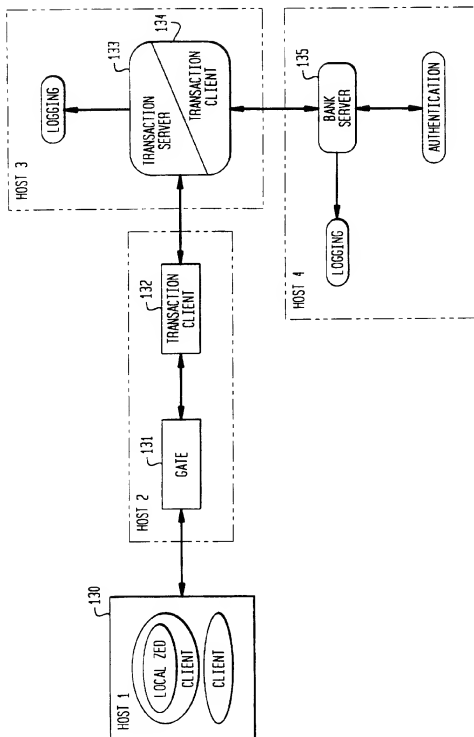 HOST 1
130
LOCAL ZED
CLIENT
CLIENT
HOST 2
131
GATE
132
TRANSACTION
CLIENT
HOST 3
LOGGING
133
TRANSACTION
SERVER
134
TRANSACTION
CLIENT
HOST 4
135
BANK
SERVER
LOGGING
AUTHENTICATION